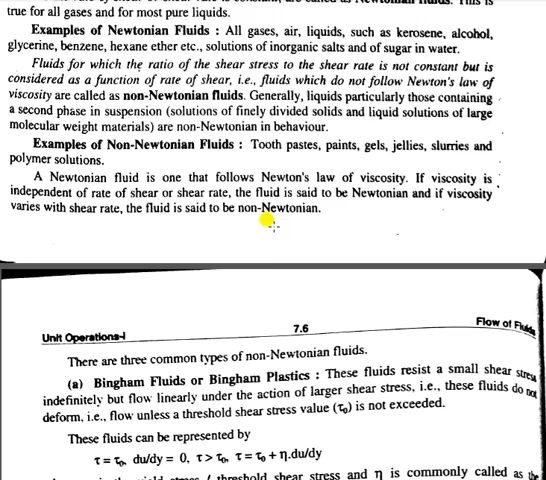 true for all gases and for most pure liquids.
Examples of Newtonian Fluids : All gases, air, liquids, such as kerosene, alcohol,
glycerine, benzene, hexane ether etc., solutions of inorganic salts and of sugar in water.
Fluids for which the ratio of the shear stress to the shear rate is not constant but is
considered as a function of rate of shear, i.e., fluids which do not follow Newton's law of
viscosity are called as non-Newtonian fluids. Generally, liquids particularly those containing
a second phase in suspension (solutions of finely divided solids and liquid solutions of large
molecular weight materials) are non-Newtonian in behaviour.
Examples of Non-Newtonian Fluids : Tooth pastes, paints, gels, jellies, slurries and
polymer solutions.
A Newtonian fluid is one that follows Newton's law of viscosity. If viscosity is
independent of rate of shear or shear rate, the fluid is said to be Newtonian and if viscosity
varies with shear rate, the fluid is said to be non-Newtonian.
Unit Operations-I 7.6 Flow of Fluids
There are three common types of non-Newtonian fluids.
(a) Bingham Fluids or Bingham Plastics : These fluids resist a small shear stress
indefinitely but flow linearly under the action of larger shear stress, i.e., these fluids do not
deform, i.e., flow unless a threshold shear stress value (τ₀) is not exceeded.
These fluids can be represented by
τ = τ₀, du/dy = 0, τ > τ₀, τ = τ₀ + η.du/dy
threshold shear stress and η is commonly called as the